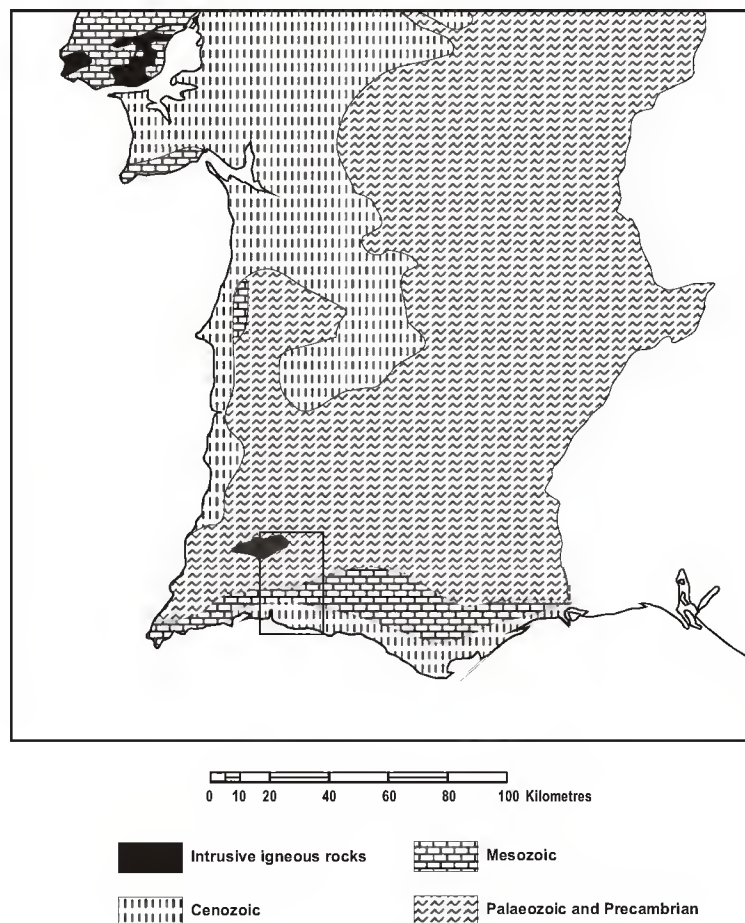 0 10 20 40 60 80 100 Kilometres
Intrusive igneous rocks
Mesozoic
Cenozoic
Palaeozoic and Precambrian